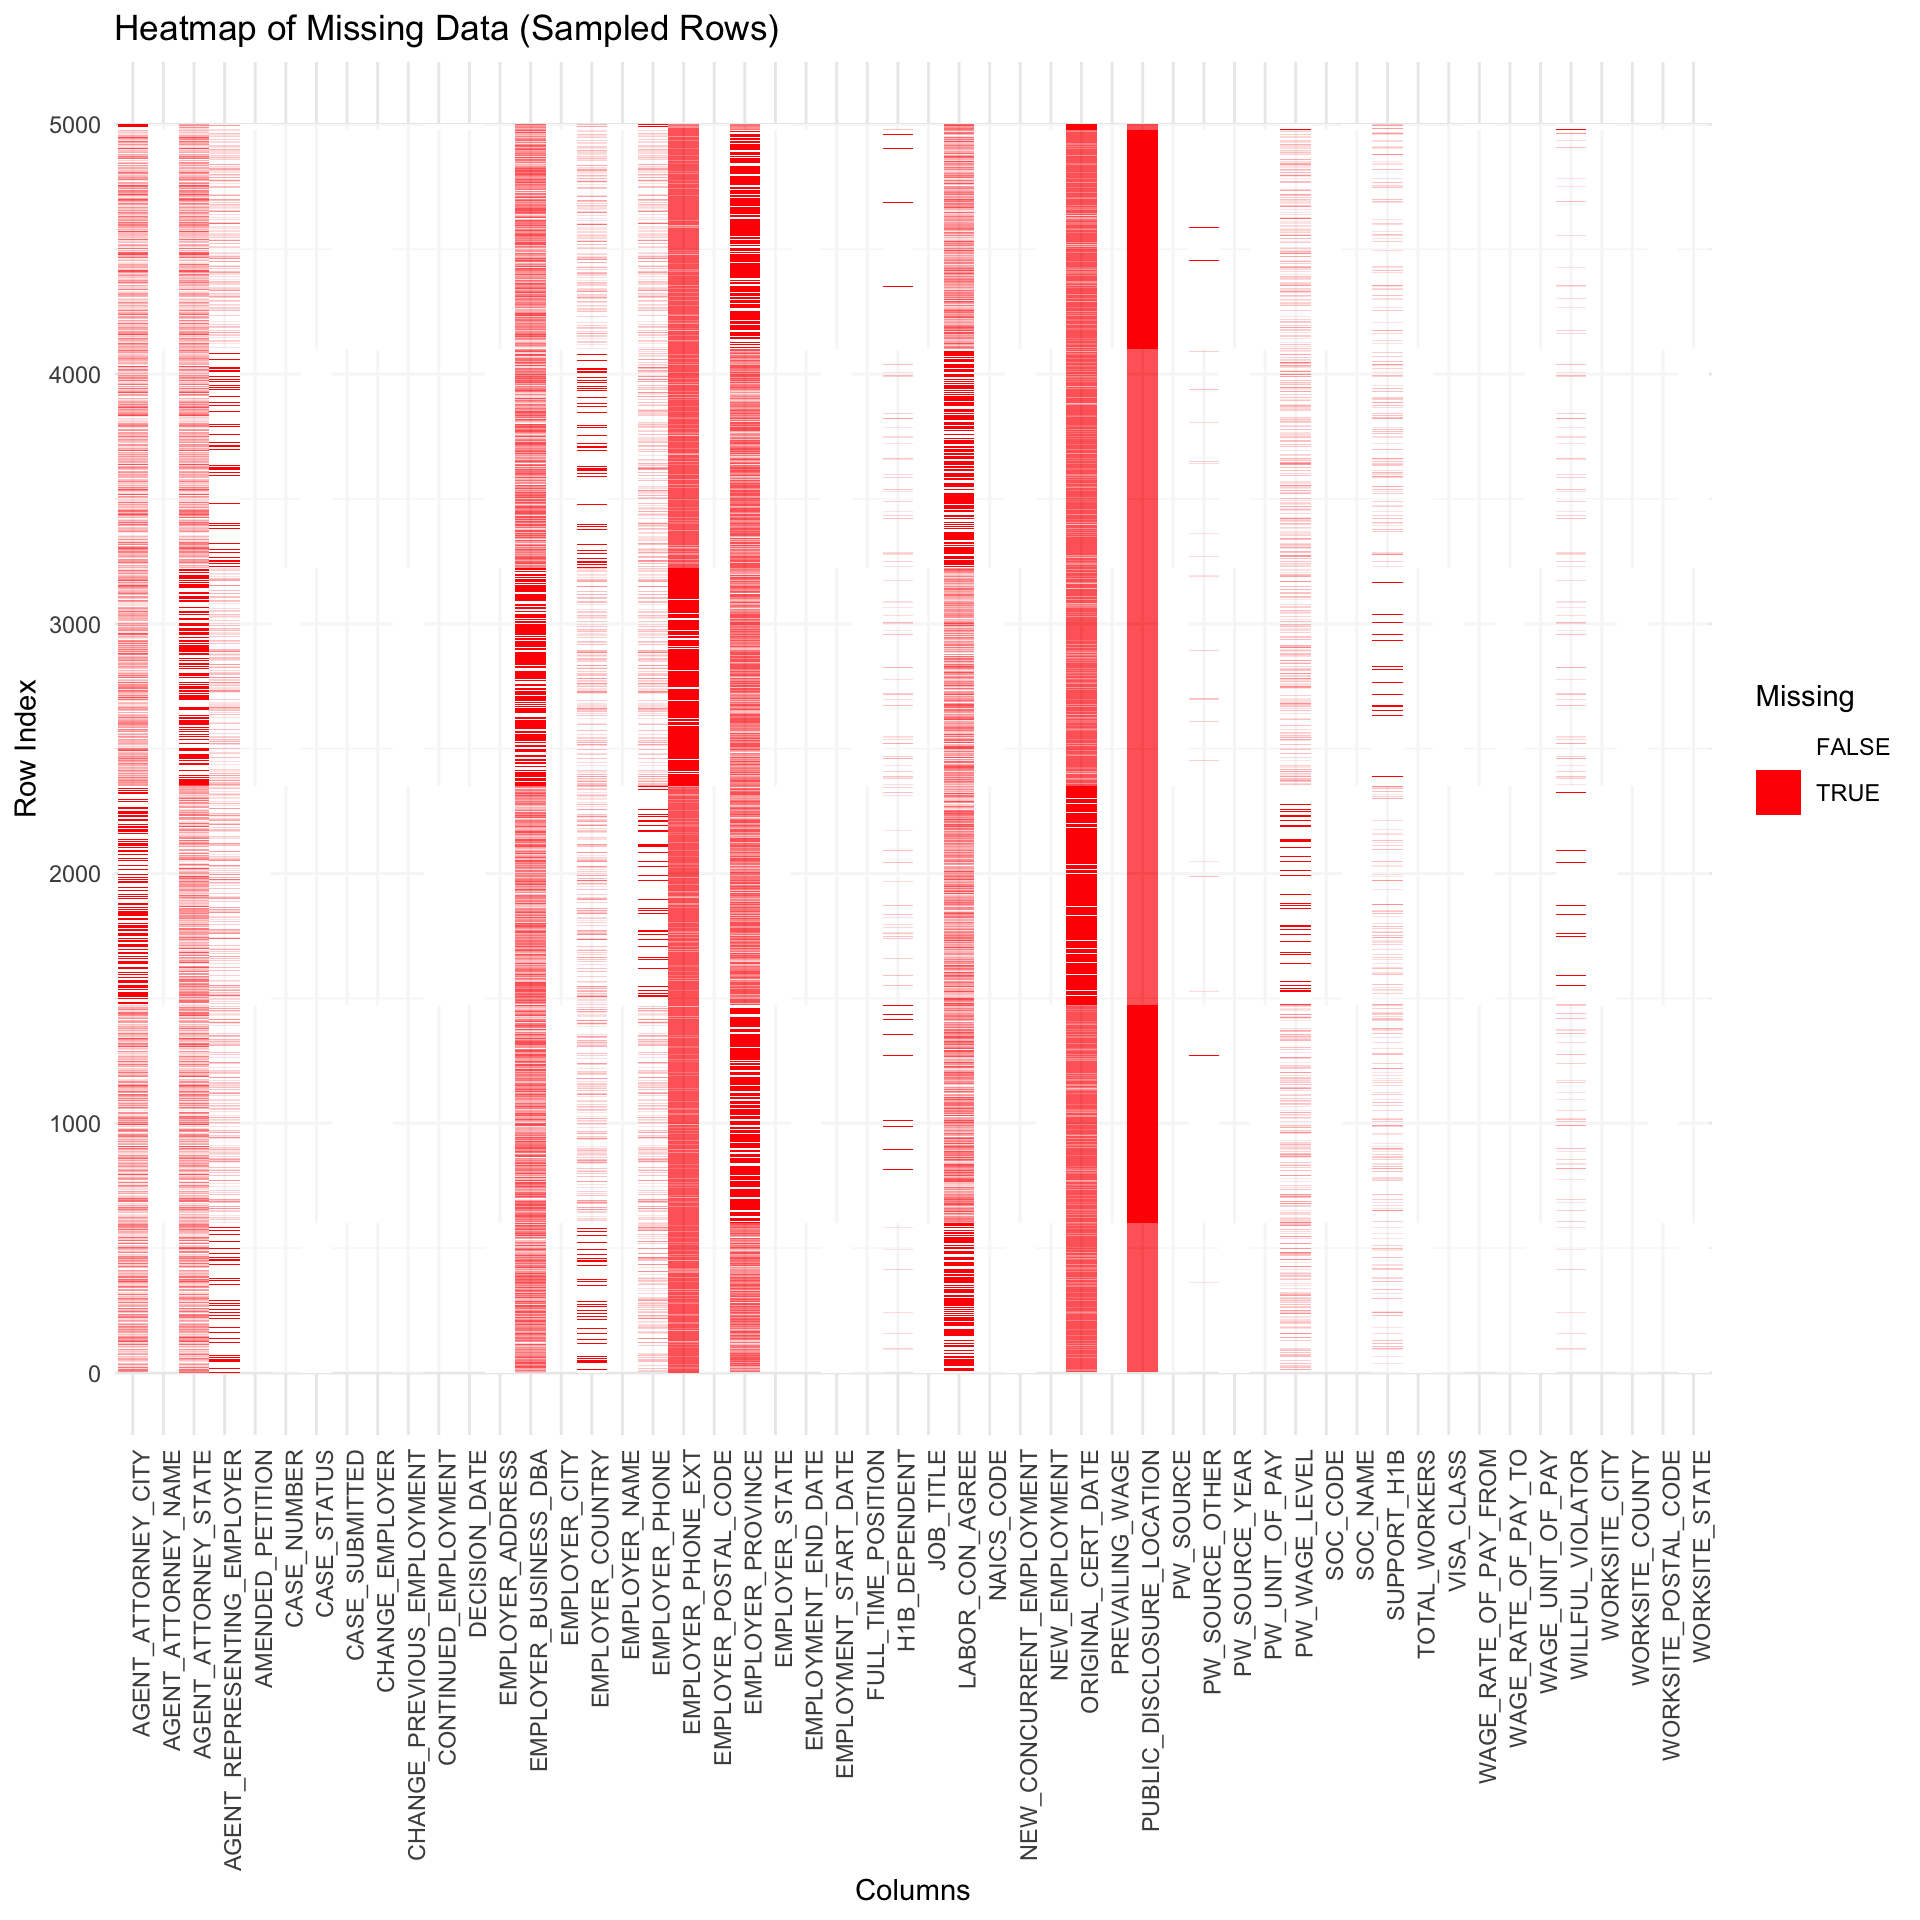 Heatmap of Missing Data (Sampled Rows)
5000
4000
3000
2000
1000
0
Row Index
AGENT_ATTORNEY_CITY
AGENT_ATTORNEY_NAME
AGENT_ATTORNEY_STATE
AGENT_REPRESENTING_EMPLOYER
AMENDED_PETITION
CASE_NUMBER
CASE_STATUS
CASE_SUBMITTED
CHANGE_EMPLOYER
CHANGE_PREVIOUS_EMPLOYMENT
CONTINUED_EMPLOYMENT
DECISION_DATE
EMPLOYER_ADDRESS
EMPLOYER_BUSINESS_DBA
EMPLOYER_CITY
EMPLOYER_COUNTRY
EMPLOYER_NAME
EMPLOYER_PHONE
EMPLOYER_PHONE_EXT
EMPLOYER_POSTAL_CODE
EMPLOYER_PROVINCE
EMPLOYER_STATE
EMPLOYMENT_END_DATE
EMPLOYMENT_START_DATE
FULL_TIME_POSITION
H1B_DEPENDENT
JOB_TITLE
LABOR_CON_AGREE
NAICS_CODE
NEW_CONCURRENT_EMPLOYMENT
NEW_EMPLOYMENT
ORIGINAL_CERT_DATE
PREVAILING_WAGE
PUBLIC_DISCLOSURE_LOCATION
PW_SOURCE
PW_SOURCE_OTHER
PW_SOURCE_YEAR
PW_UNIT_OF_PAY
PW_WAGE_LEVEL
SOC_CODE
SOC_NAME
SUPPORT_H1B
TOTAL_WORKERS
VISA_CLASS
WAGE_RATE_OF_PAY_FROM
WAGE_RATE_OF_PAY_TO
WAGE_UNIT_OF_PAY
WILLFUL_VIOLATOR
WORKSITE_CITY
WORKSITE_COUNTY
WORKSITE_POSTAL_CODE
WORKSITE_STATE
Columns
Missing
FALSE
TRUE